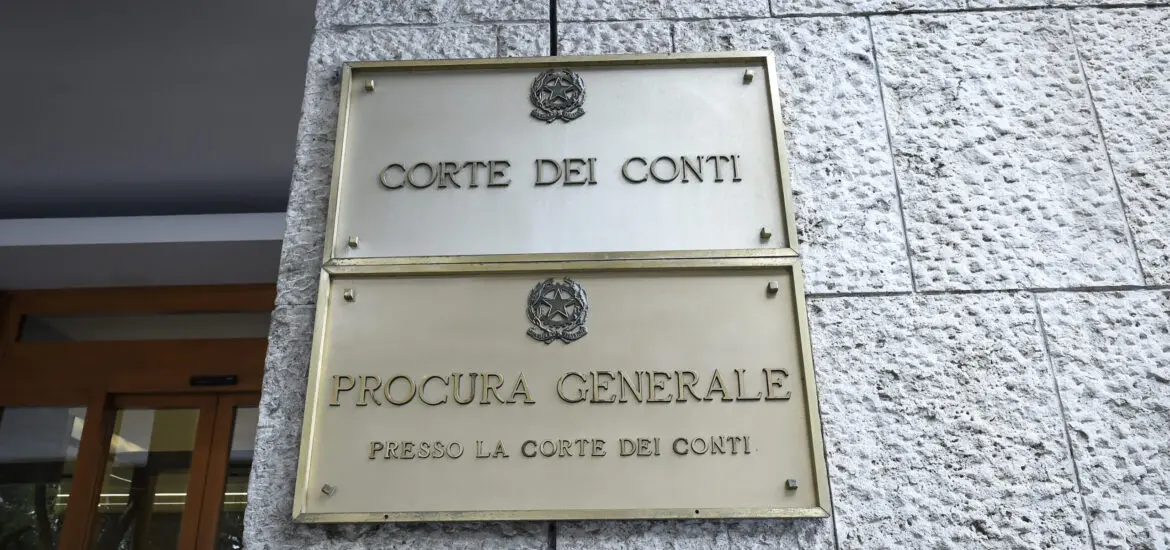 CORTE DEI CONTI
PROCURA GENERALE
PRESSO LA CORTE DEI CONTI